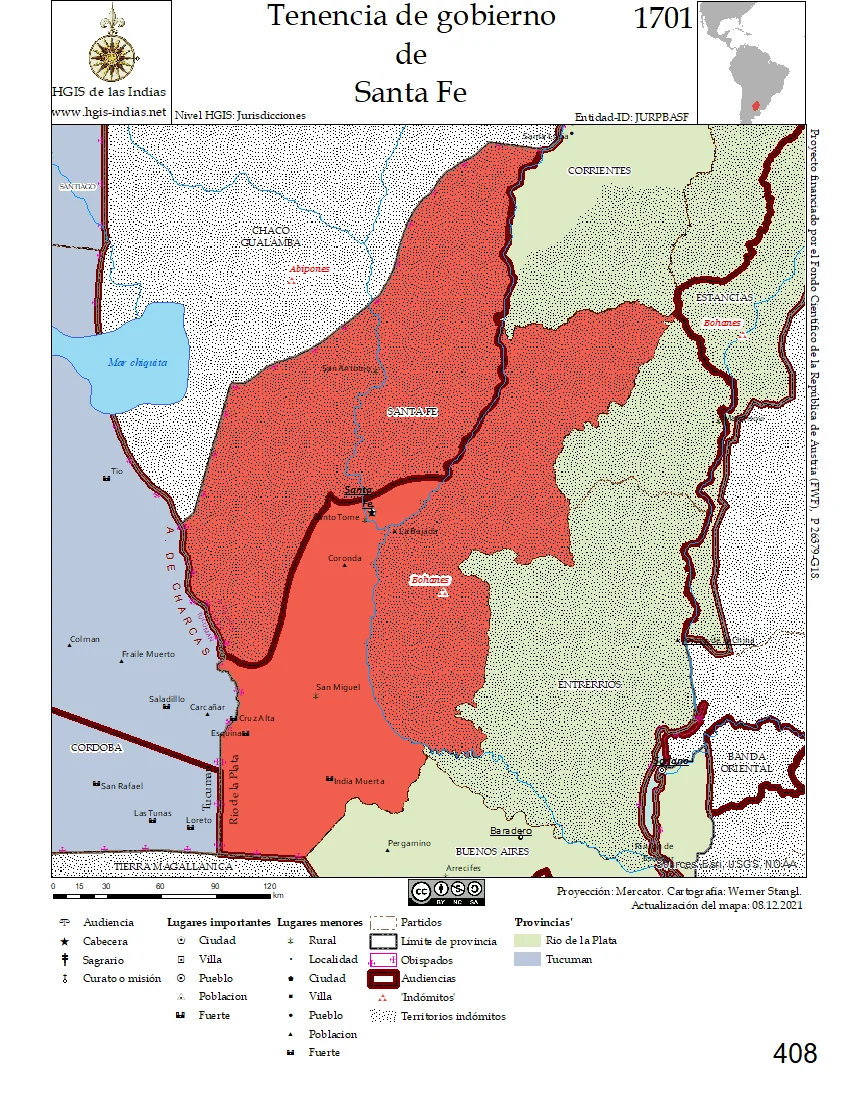 Tenencia de gobierno
de
Santa Fe
1701
HGIS de las Indias
www.hgis-indias.net
Nivel HGIS: Jurisdicciones
Entidad-ID: JURPBASF
Proyecto financiado por el Fondo Científico de la República de Austria (FWF), P 26379-G18.
CORRIENTES
SANTIAGO
CHACO
GUALAMBA
Abipones
ESTANCIAS
Bohanes
Mar chiquita
San Antonio
SANTA FE
Tio
Santa
Fe
Santo Tome
La Bajada
Coronda
Bohanes
A. DE CHARCAS
TUCUMAN
Colman
Fraile Muerto
San Miguel
ENTRERRIOS
Saladillo
Carcañar
Cruz Alta
Esquina
CORDOBA
BANDA
ORIENTAL
Soriano
Tucuman
Rio de la Plata
San Rafael
India Muerta
Las Tunas
Loreto
Baradero
Pergamino
BUENOS AIRES
Arrecifes
TIERRA MAGALLANICA
Sources: Esri, USGS, NOAA
0 15 30 60 90 120
km
CC BY NC SA
Proyección: Mercator. Cartografía: Werner Stangl.
Actualización del mapa: 08.12.2021
Audiencia
Cabecera
Sagrario
Curato o misión
Lugares importantes
Ciudad
Villa
Pueblo
Poblacion
Fuerte
Lugares menores
Rural
Localidad
Ciudad
Villa
Pueblo
Poblacion
Fuerte
Partidos
Límite de provincia
Obispados
Audiencias
'Indómitos'
Territorios indómitos
'Provincias'
Rio de la Plata
Tucuman
408